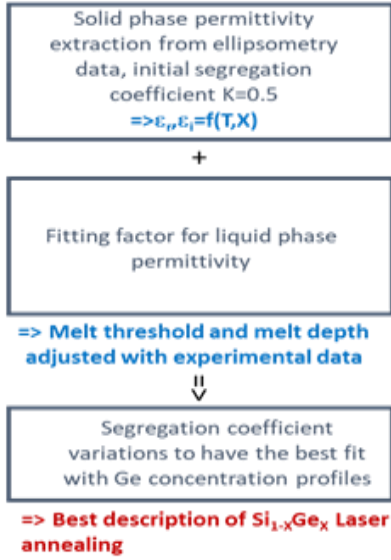 Solid phase permittivity
extraction from ellipsometry
data, initial segregation
coefficient K=0.5
=>εr,εi=f(T,X)
+
Fitting factor for liquid phase
permittivity
=> Melt threshold and melt depth
adjusted with experimental data
=>
Segregation coefficient
variations to have the best fit
with Ge concentration profiles
=> Best description of Si1-XGeX Laser
annealing